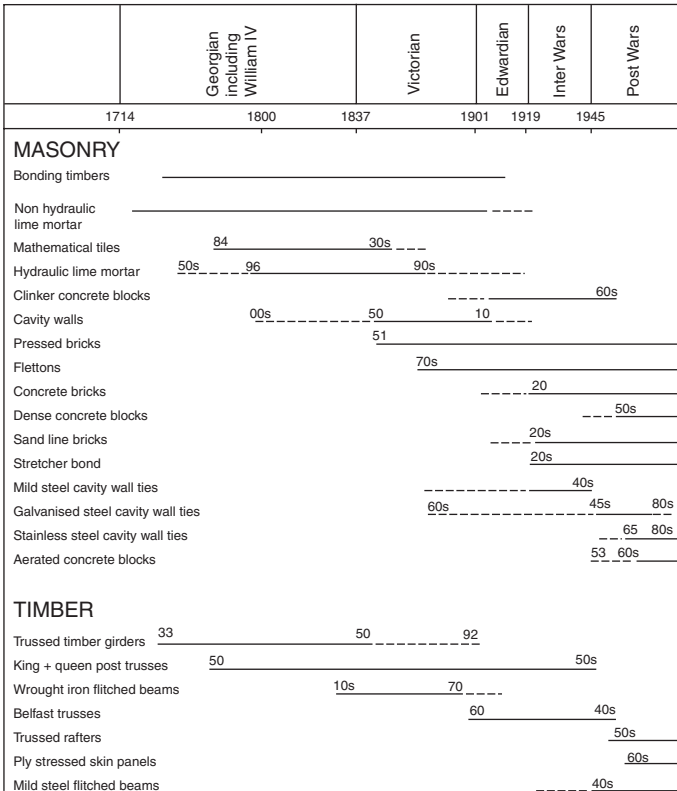 Georgian
including
William IV
Victorian
Edwardian
Inter Wars
Post Wars
1714 1800 1837 1901 1919 1945
MASONRY
Bonding timbers
Non hydraulic
lime mortar
Mathematical tiles 84 30s
Hydraulic lime mortar 50s 96 90s
Clinker concrete blocks 60s
Cavity walls 00s 50 10
Pressed bricks 51
Flettons 70s
Concrete bricks 20
Dense concrete blocks 50s
Sand line bricks 20s
Stretcher bond 20s
Mild steel cavity wall ties 40s
Galvanised steel cavity wall ties 60s 45s 80s
Stainless steel cavity wall ties 65 80s
Aerated concrete blocks 53 60s
TIMBER
Trussed timber girders 33 50 92
King + queen post trusses 50 50s
Wrought iron flitched beams 10s 70
Belfast trusses 60 40s
Trussed rafters 50s
Ply stressed skin panels 60s
Mild steel flitched beams 40s